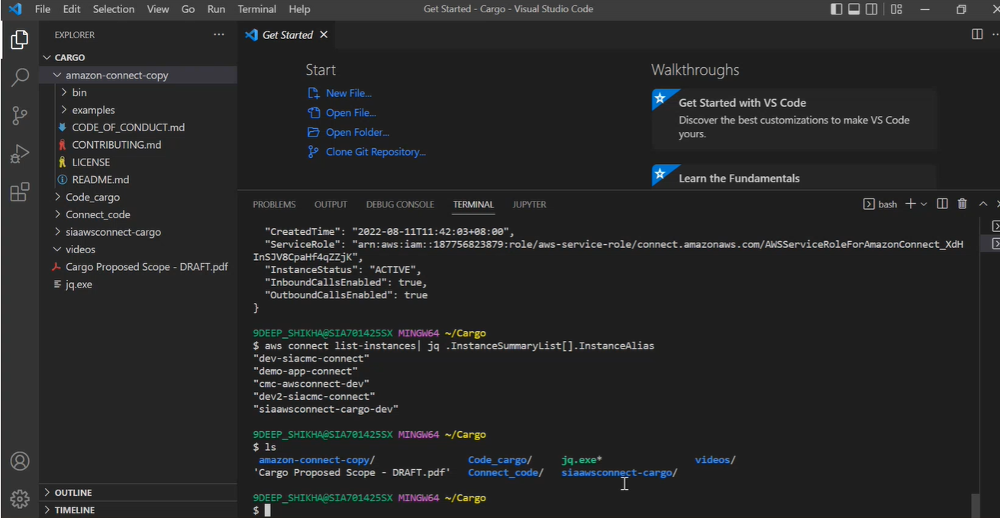 File Edit Selection View Go Run Terminal Help
Get Started - Cargo - Visual Studio Code
EXPLORER
CARGO
amazon-connect-copy
bin
examples
CODE_OF_CONDUCT.md
CONTRIBUTING.md
LICENSE
README.md
Code_cargo
Connect_code
siaawsconnect-cargo
videos
Cargo Proposed Scope - DRAFT.pdf
jq.exe
OUTLINE
TIMELINE
Get Started
Start
New File...
Open File...
Open Folder...
Clone Git Repository...
Walkthroughs
Get Started with VS Code
Discover the best customizations to make VS Code
yours.
Learn the Fundamentals
PROBLEMS OUTPUT DEBUG CONSOLE TERMINAL JUPYTER
bash
"CreatedTime": "2022-08-11T11:42:03+08:00",
"ServiceRole": "arn:aws:iam::187756823879:role/aws-service-role/connect.amazonaws.com/AWSServiceRoleForAmazonConnect_XdH
InSJV8CpaHf4qZZjK",
"InstanceStatus": "ACTIVE",
"InboundCallsEnabled": true,
"OutboundCallsEnabled": true
}
9DEEP_SHIKHA@SIA701425SX MINGW64 ~/Cargo
$ aws connect list-instances| jq .InstanceSummaryList[].InstanceAlias
"dev-siacmc-connect"
"demo-app-connect"
"cmc-awsconnect-dev"
"dev2-siacmc-connect"
"siaawsconnect-cargo-dev"
9DEEP_SHIKHA@SIA701425SX MINGW64 ~/Cargo
$ ls
amazon-connect-copy/ Code_cargo/ jq.exe* videos/
'Cargo Proposed Scope - DRAFT.pdf' Connect_code/ siaawsconnect-cargo/
9DEEP_SHIKHA@SIA701425SX MINGW64 ~/Cargo
$